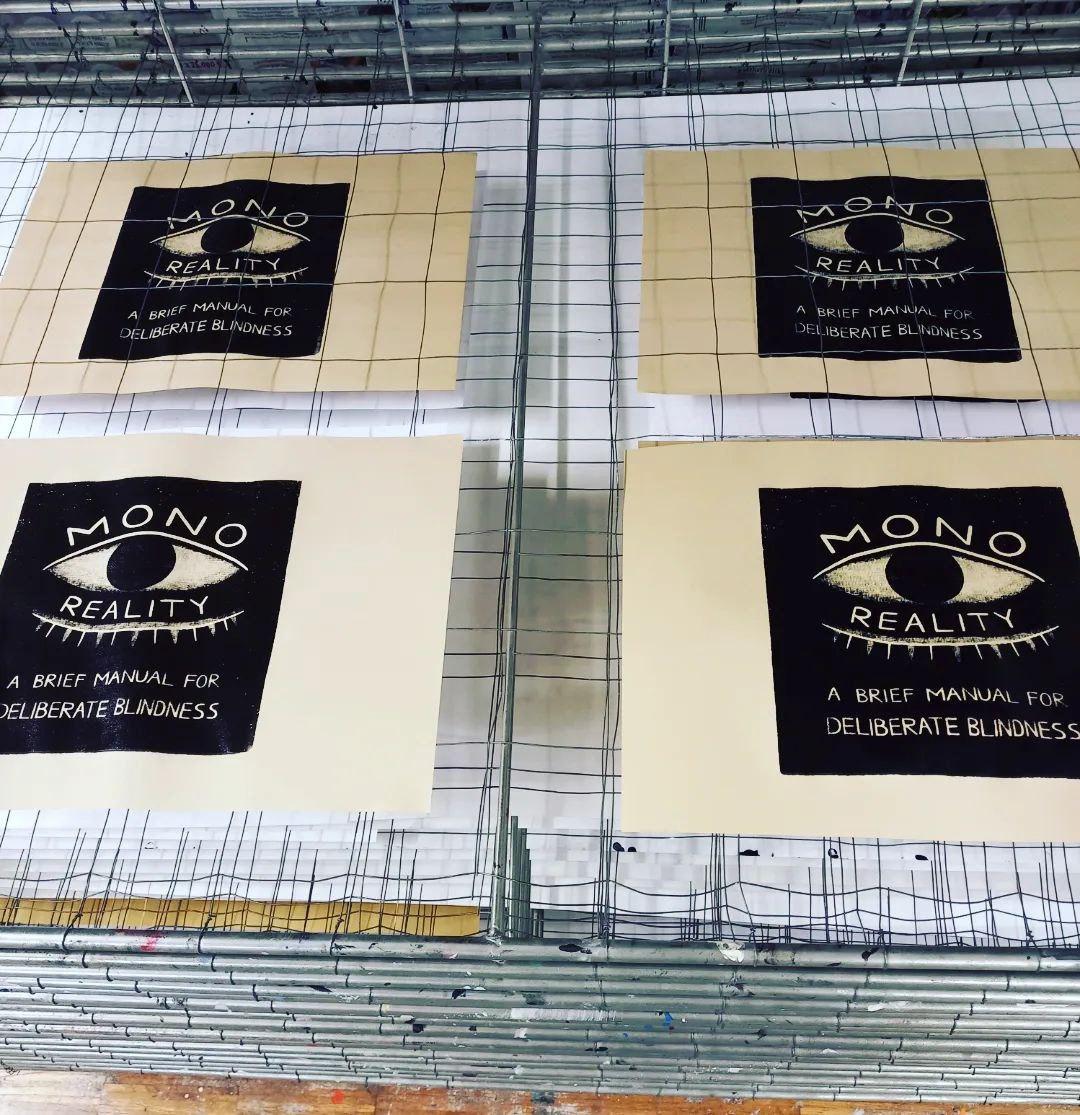 MONO
REALITY
A BRIEF MANUAL FOR
DELIBERATE BLINDNESS
MONO
REALITY
A BRIEF MANUAL FOR
DELIBERATE BLINDNESS
MONO
REALITY
A BRIEF MANUAL FOR
DELIBERATE BLINDNESS
MONO
REALITY
A BRIEF MANUAL FOR
DELIBERATE BLINDNESS